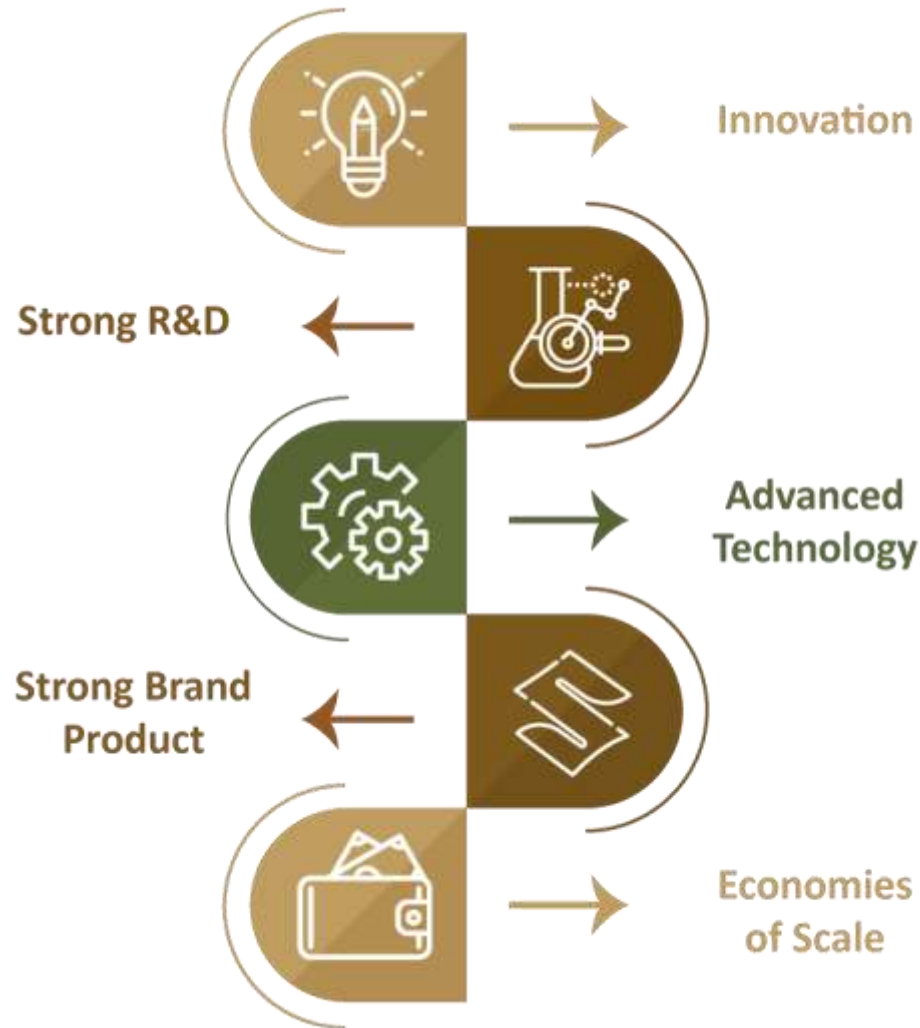 Innovation
Strong R&D
Advanced
Technology
Strong Brand
Product
Economies
of Scale